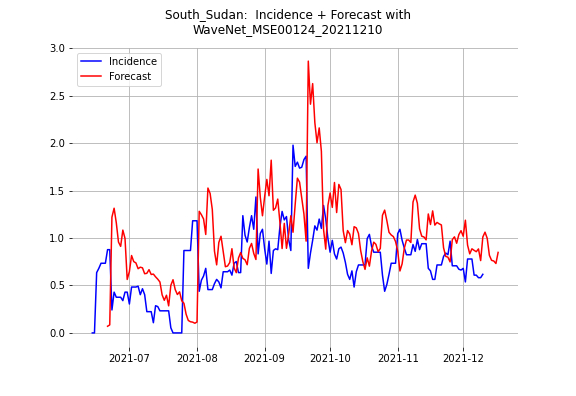 South_Sudan:  Incidence + Forecast with
WaveNet_MSE00124_20211210
Incidence
Forecast
3.0
2.5
2.0
1.5
1.0
0.5
0.0
2021-07 2021-08 2021-09 2021-10 2021-11 2021-12